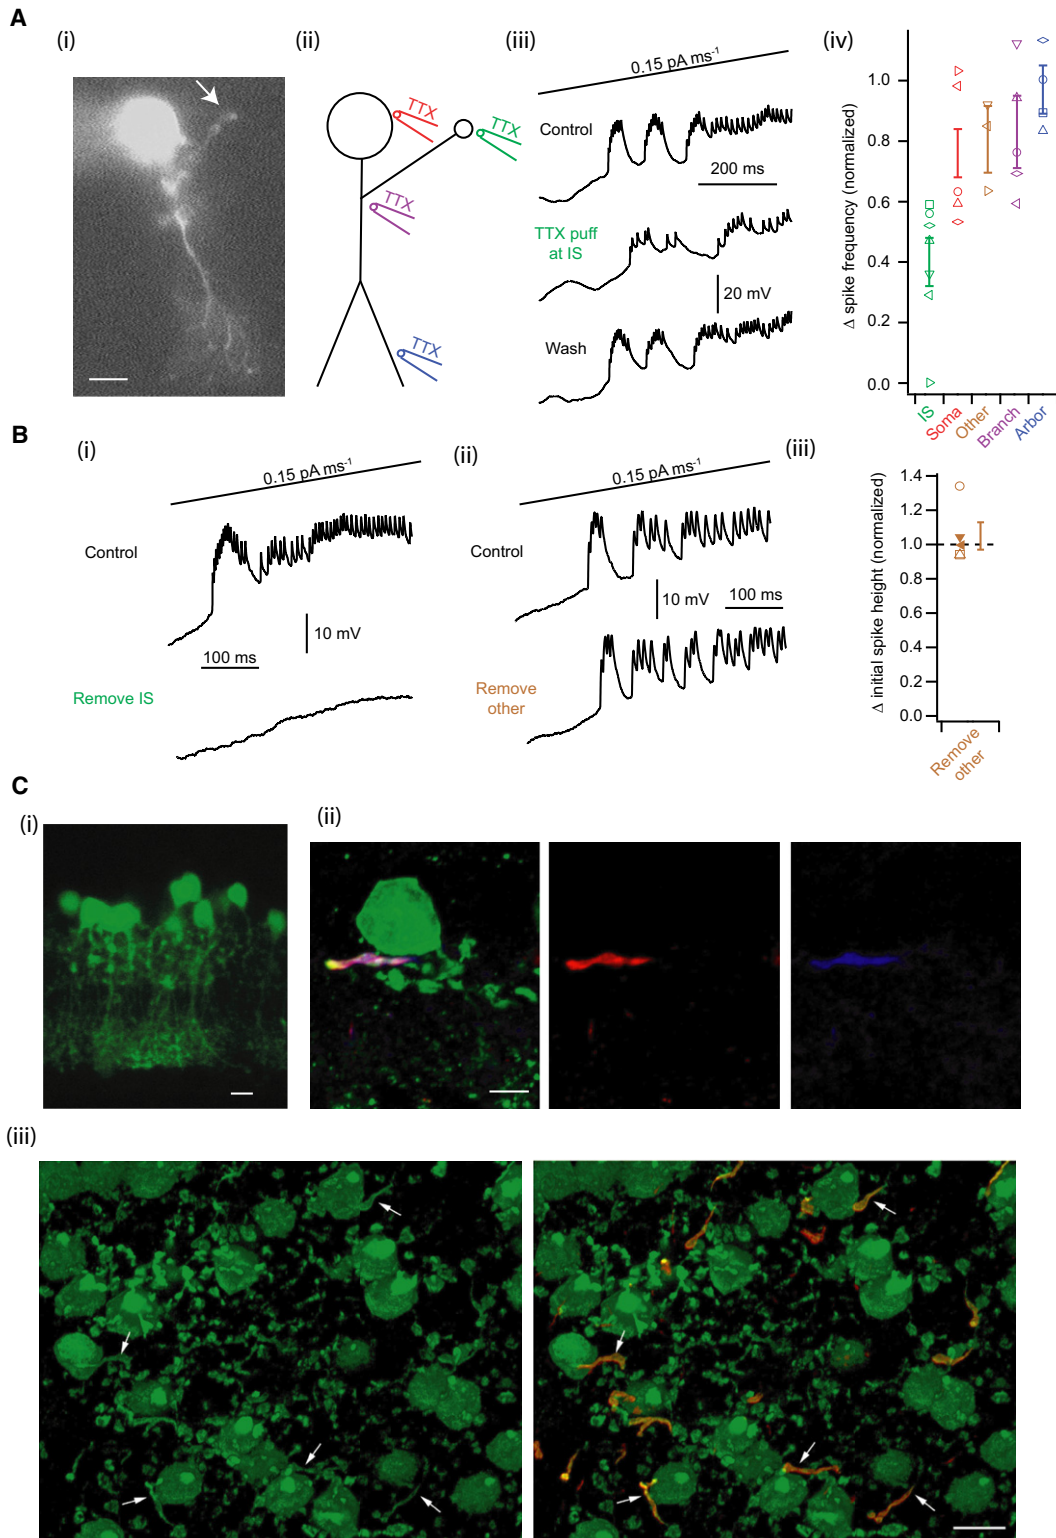 A
(i)
(ii)
TTX
TTX
TTX
TTX
(iii)
0.15 pA ms⁻¹
Control
200 ms
TTX puff
at IS
20 mV
Wash
(iv)
Δ spike frequency (normalized)
1.0
0.8
0.6
0.4
0.2
0.0
IS
Soma
Other
Branch
Arbor
B
(i)
0.15 pA ms⁻¹
Control
10 mV
100 ms
Remove IS
(ii)
0.15 pA ms⁻¹
Control
10 mV
100 ms
Remove
other
(iii)
Δ initial spike height (normalized)
1.4
1.2
1.0
0.8
0.6
0.4
0.2
0.0
Remove
other
C
(i)
(ii)
(iii)